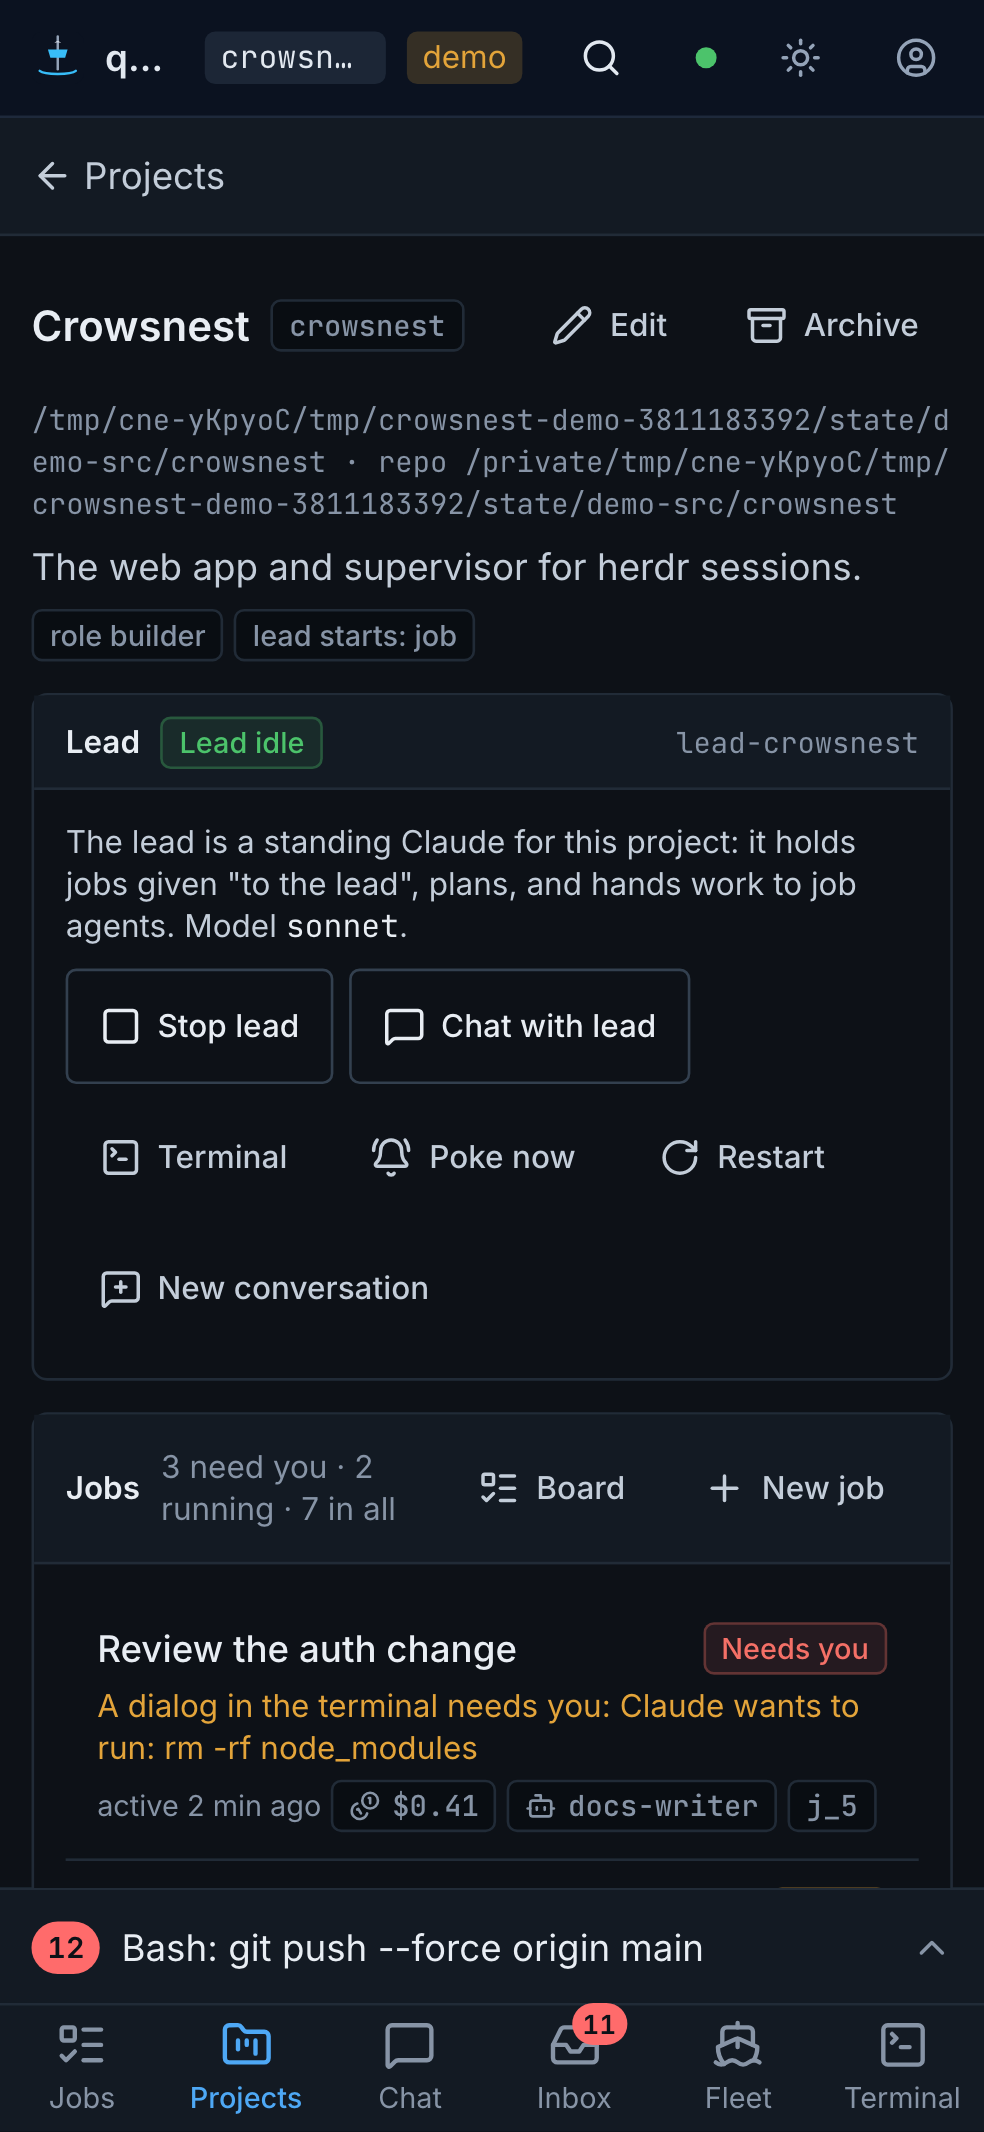 q...
crowsn...
demo
Projects
Crowsnest
crowsnest
Edit
Archive
/tmp/cne-yKpyoC/tmp/crowsnest-demo-3811183392/state/d
emo-src/crowsnest · repo /private/tmp/cne-yKpyoC/tmp/
crowsnest-demo-3811183392/state/demo-src/crowsnest
The web app and supervisor for herdr sessions.
role builder
lead starts: job
Lead
Lead idle
lead-crowsnest
The lead is a standing Claude for this project: it holds
jobs given "to the lead", plans, and hands work to job
agents. Model sonnet.
Stop lead
Chat with lead
Terminal
Poke now
Restart
New conversation
Jobs
3 need you · 2
running · 7 in all
Board
New job
Review the auth change
Needs you
A dialog in the terminal needs you: Claude wants to
run: rm -rf node_modules
active 2 min ago
$0.41
docs-writer
j_5
12
Bash: git push --force origin main
Jobs
Projects
Chat
11
Inbox
Fleet
Terminal